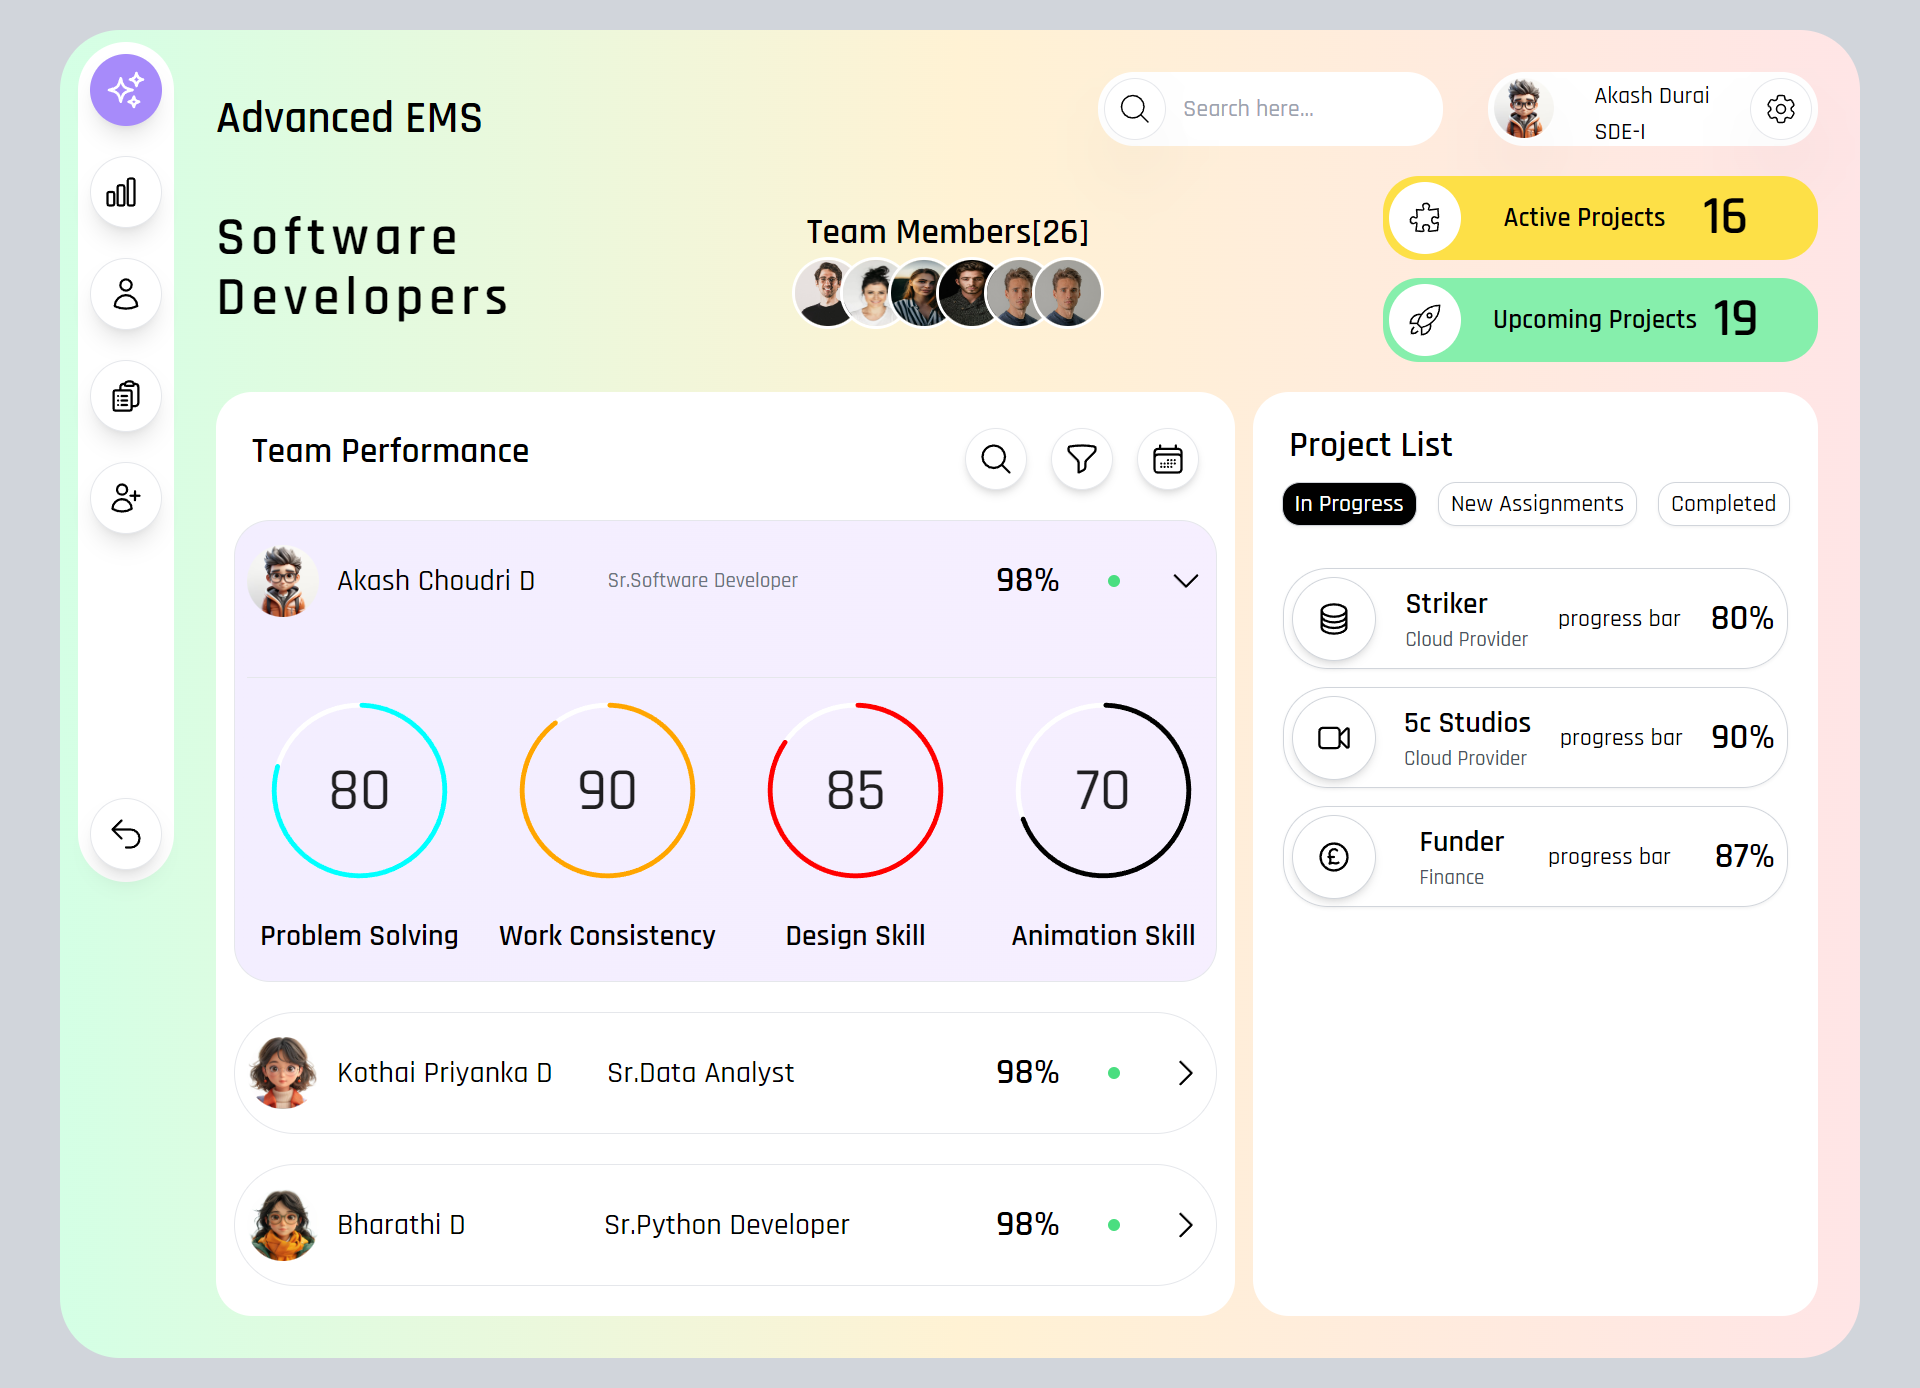 Advanced EMS
Search here...
Akash Durai
SDE-I
Software
Developers
Team Members[26]
Active Projects 16
Upcoming Projects 19
Team Performance
Akash Choudri D Sr.Software Developer 98%
80 90 85 70
Problem Solving Work Consistency Design Skill Animation Skill
Kothai Priyanka D Sr.Data Analyst 98%
Bharathi D Sr.Python Developer 98%
Project List
In Progress New Assignments Completed
Striker
Cloud Provider
progress bar 80%
5c Studios
Cloud Provider
progress bar 90%
Funder
Finance
progress bar 87%